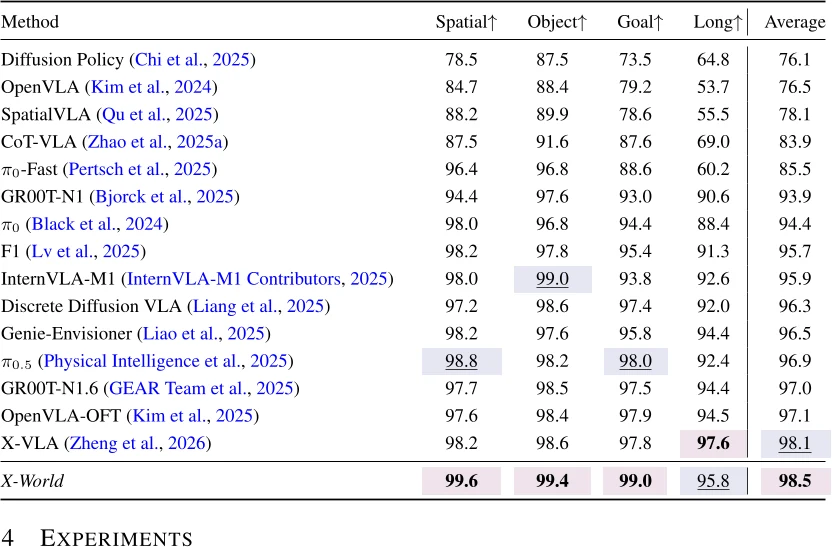 Method Spatial↑ Object↑ Goal↑ Long↑ Average
Diffusion Policy (Chi et al., 2025) 78.5 87.5 73.5 64.8 76.1
OpenVLA (Kim et al., 2024) 84.7 88.4 79.2 53.7 76.5
SpatialVLA (Qu et al., 2025) 88.2 89.9 78.6 55.5 78.1
CoT-VLA (Zhao et al., 2025a) 87.5 91.6 87.6 69.0 83.9
π0-Fast (Pertsch et al., 2025) 96.4 96.8 88.6 60.2 85.5
GR00T-N1 (Bjorck et al., 2025) 94.4 97.6 93.0 90.6 93.9
π0 (Black et al., 2024) 98.0 96.8 94.4 88.4 94.4
F1 (Lv et al., 2025) 98.2 97.8 95.4 91.3 95.7
InternVLA-M1 (InternVLA-M1 Contributors, 2025) 98.0 99.0 93.8 92.6 95.9
Discrete Diffusion VLA (Liang et al., 2025) 97.2 98.6 97.4 92.0 96.3
Genie-Envisioner (Liao et al., 2025) 98.2 97.6 95.8 94.4 96.5
π0.5 (Physical Intelligence et al., 2025) 98.8 98.2 98.0 92.4 96.9
GR00T-N1.6 (GEAR Team et al., 2025) 97.7 98.5 97.5 94.4 97.0
OpenVLA-OFT (Kim et al., 2025) 97.6 98.4 97.9 94.5 97.1
X-VLA (Zheng et al., 2026) 98.2 98.6 97.8 97.6 98.1
X-World 99.6 99.4 99.0 95.8 98.5
4 EXPERIMENTS